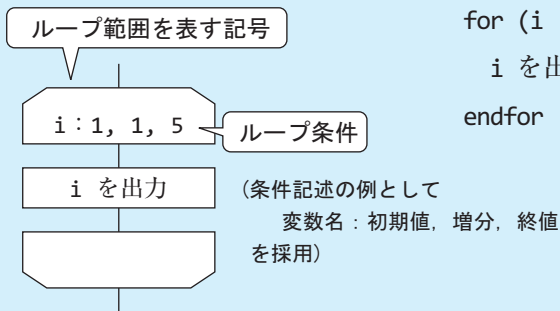 ループ範囲を表す記号
i：1, 1, 5
ループ条件
i を出力
(条件記述の例として
変数名：初期値，増分，終値
を採用)
for (i
i を
endfor